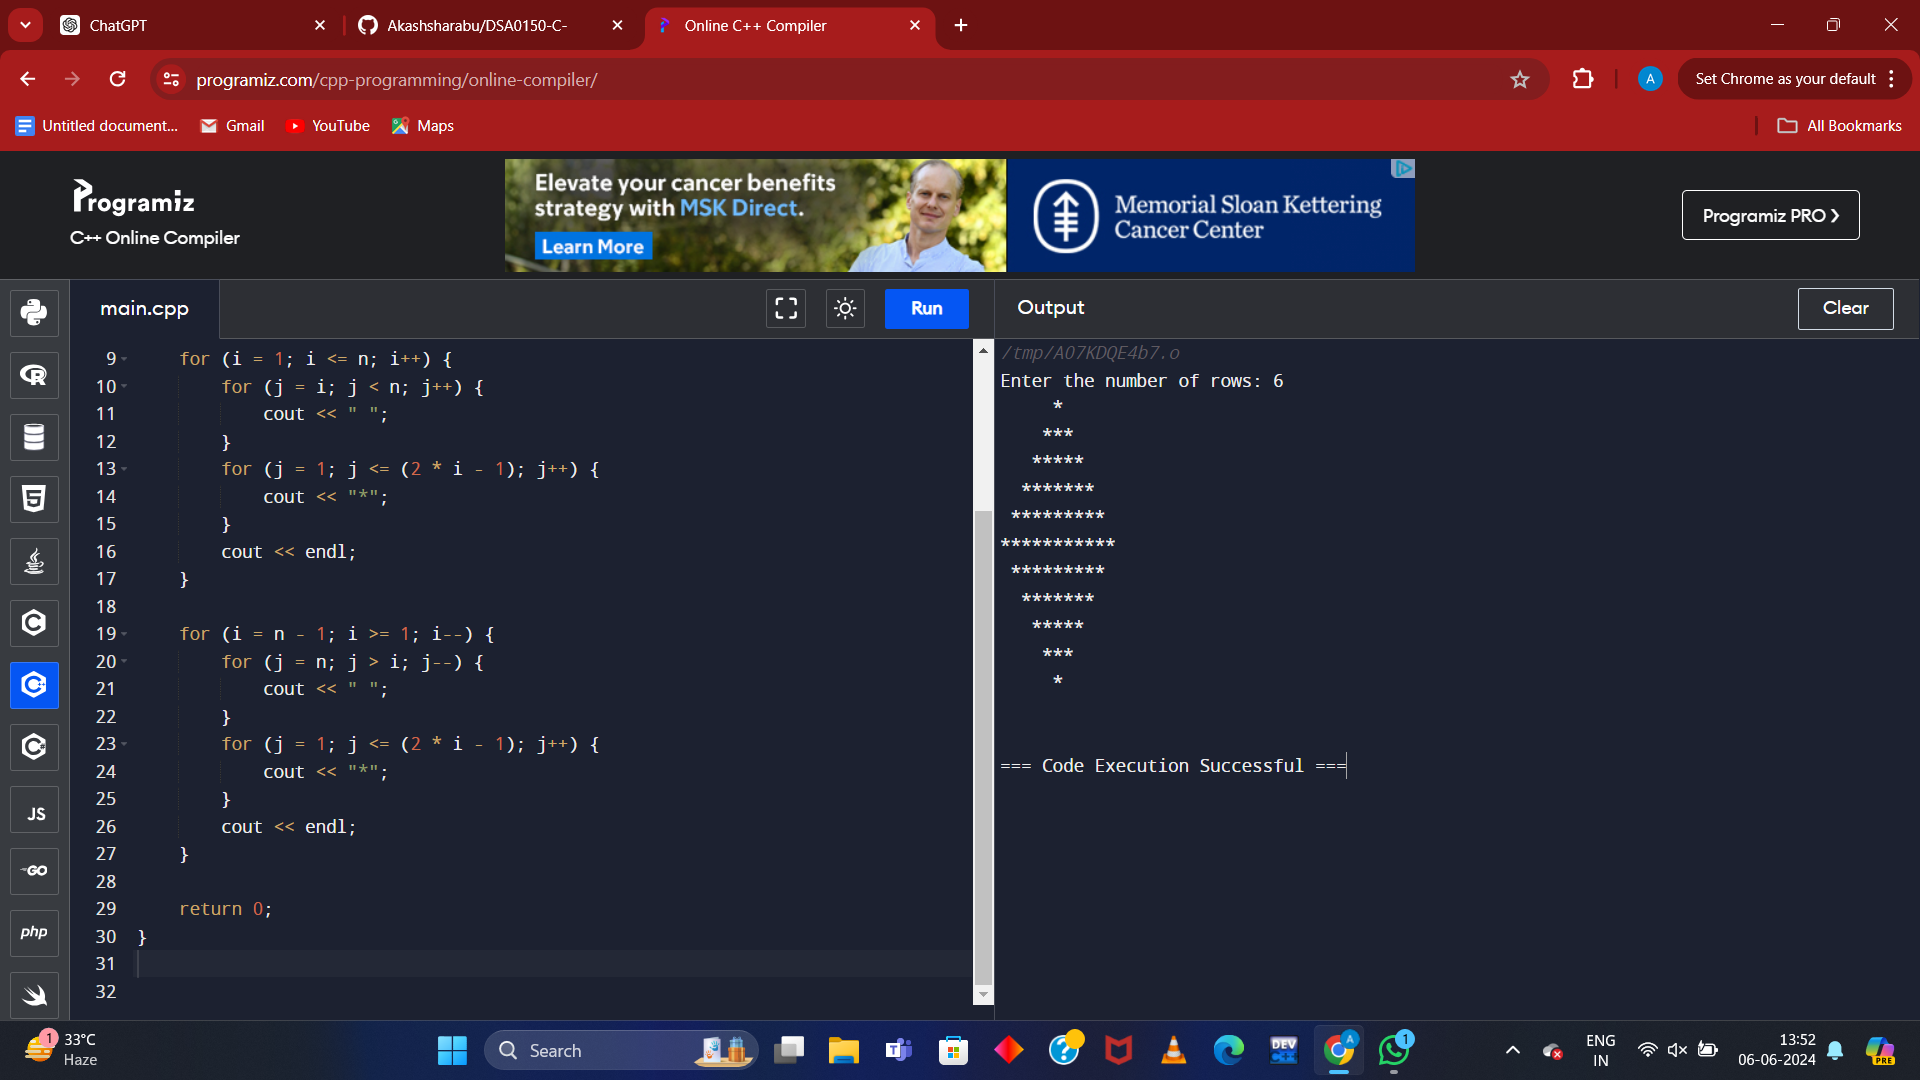 ChatGPT
Akashsharabu/DSA0150-C-
Online C++ Compiler
programiz.com/cpp-programming/online-compiler/
A
Set Chrome as your default
Untitled document...
Gmail
YouTube
Maps
All Bookmarks
Programiz
C++ Online Compiler
Elevate your cancer benefits
strategy with MSK Direct.
Learn More
Memorial Sloan Kettering
Cancer Center
Programiz PRO
main.cpp
Run
Output
Clear
9 for (i = 1; i <= n; i++) {
10 for (j = i; j < n; j++) {
11 cout << " ";
12 }
13 for (j = 1; j <= (2 * i - 1); j++) {
14 cout << "*";
15 }
16 cout << endl;
17 }
18
19 for (i = n - 1; i >= 1; i--) {
20 for (j = n; j > i; j--) {
21 cout << " ";
22 }
23 for (j = 1; j <= (2 * i - 1); j++) {
24 cout << "*";
25 }
26 cout << endl;
27 }
28
29 return 0;
30 }
31
32
/tmp/AO7KDQE4b7.o
Enter the number of rows: 6
*
***
*****
*******
*********
***********
*********
*******
*****
***
*
=== Code Execution Successful ===
JS
GO
php
1
33°C
Haze
Search
DEV
A
1
ENG
IN
13:52
06-06-2024
PRE